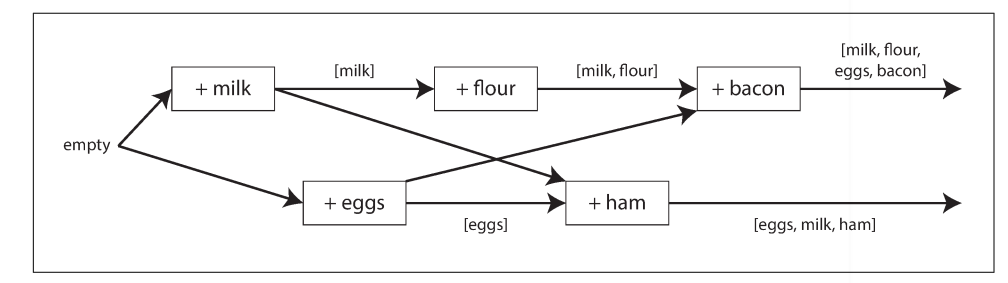 [milk, flour,
eggs, bacon]
[milk]
[milk, flour]
+ milk
+ flour
+ bacon
empty
+ eggs
+ ham
[eggs]
[eggs, milk, ham]